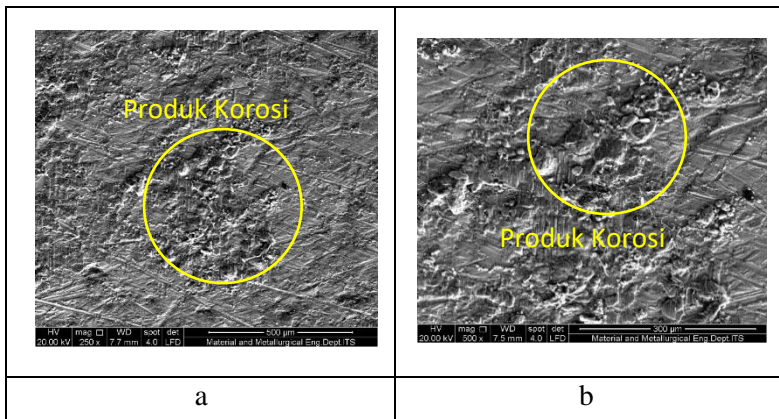 Produk Korosi
HV mag WD spot det 500 µm
20.00 kV 250 x 7.7 mm 4.0 LFD Material and Metallurgical Eng.Dept.ITS
a
Produk Korosi
HV mag WD spot det 300 µm
20.00 kV 500 x 7.5 mm 4.0 LFD Material and Metallurgical Eng.Dept.ITS
b